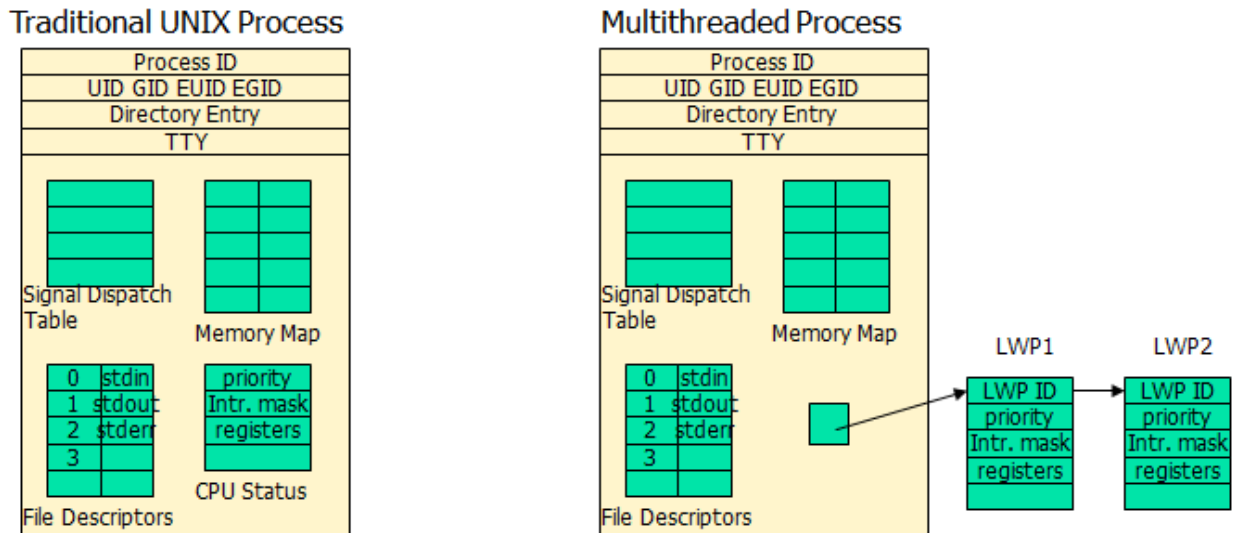 Traditional UNIX Process
Process ID
UID GID EUID EGID
Directory Entry
TTY
Signal Dispatch
Table
Memory Map
0 stdin
1 stdout
2 stderr
3
priority
Intr. mask
registers
CPU Status
File Descriptors
Multithreaded Process
Process ID
UID GID EUID EGID
Directory Entry
TTY
Signal Dispatch
Table
Memory Map
0 stdin
1 stdout
2 stderr
3
File Descriptors
LWP1
LWP ID
priority
Intr. mask
registers
LWP2
LWP ID
priority
Intr. mask
registers